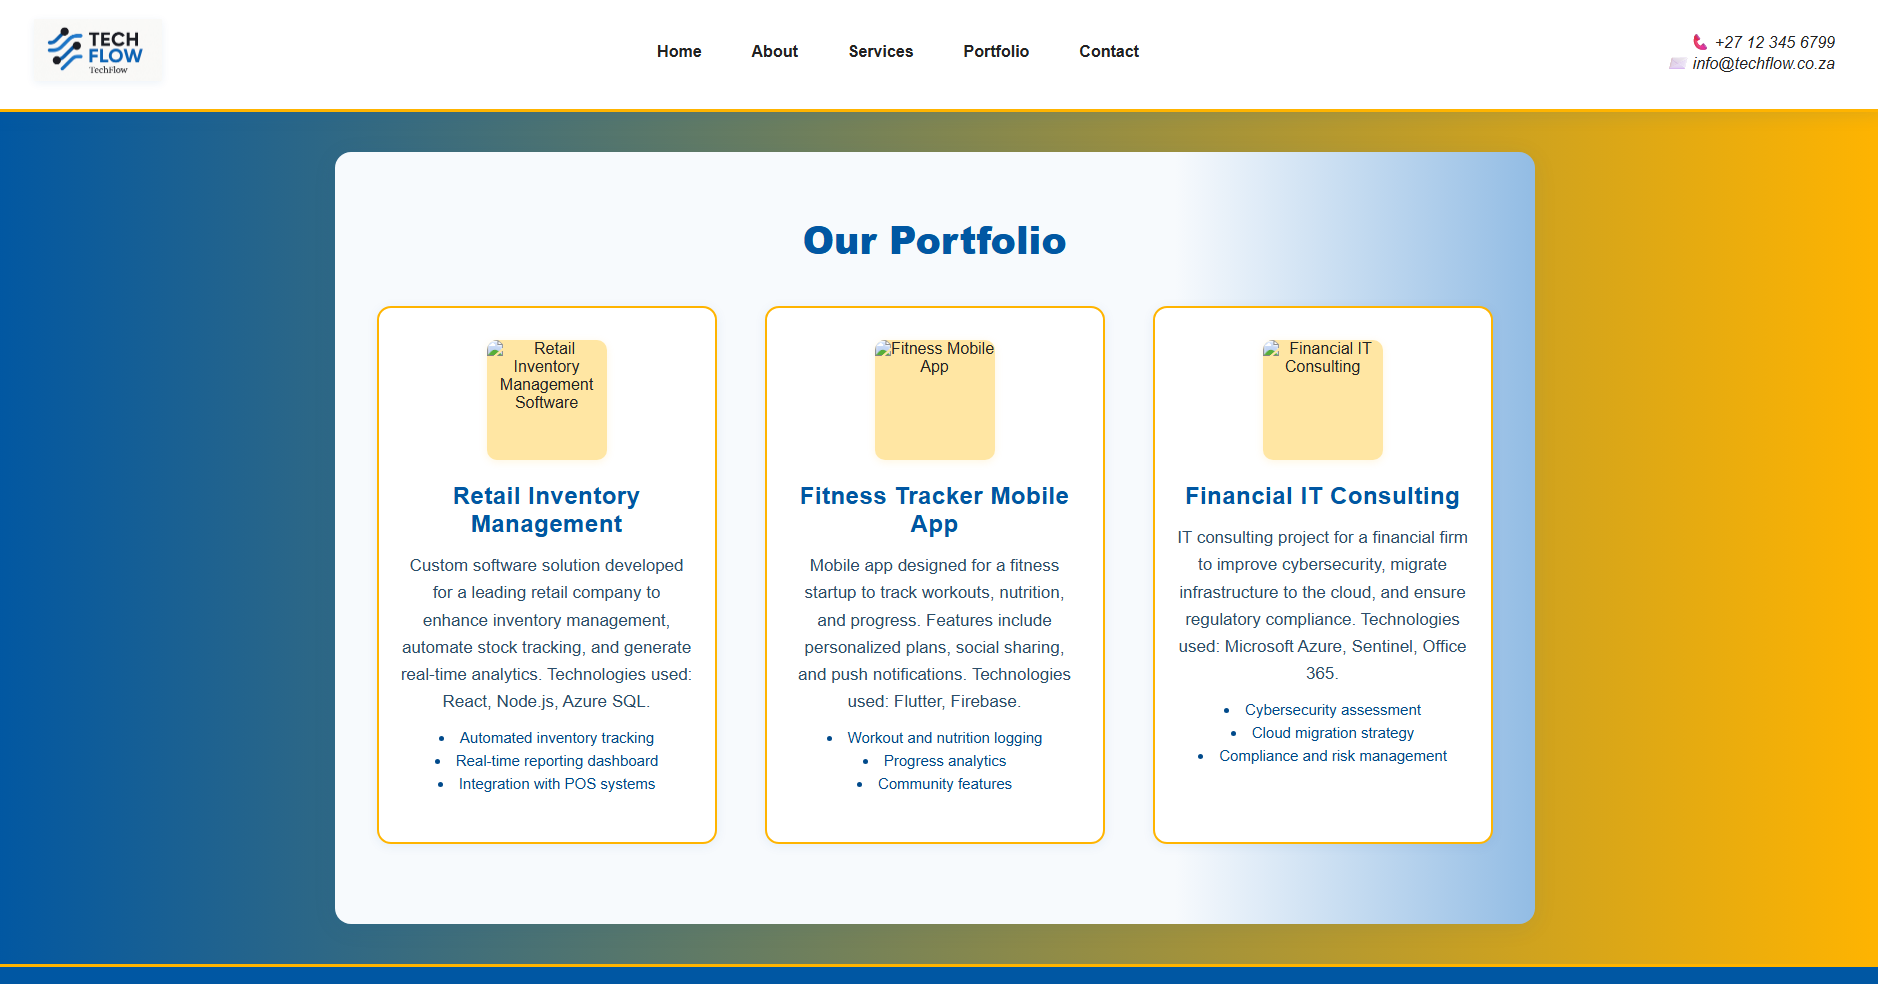 TECH
FLOW
TechFlow
Home About Services Portfolio Contact
+27 12 345 6799
info@techflow.co.za
Our Portfolio
Retail
Inventory
Management
Software
Retail Inventory
Management
Custom software solution developed
for a leading retail company to
enhance inventory management,
automate stock tracking, and generate
real-time analytics. Technologies used:
React, Node.js, Azure SQL.
• Automated inventory tracking
• Real-time reporting dashboard
• Integration with POS systems
Fitness Mobile
App
Fitness Tracker Mobile
App
Mobile app designed for a fitness
startup to track workouts, nutrition,
and progress. Features include
personalized plans, social sharing,
and push notifications. Technologies
used: Flutter, Firebase.
• Workout and nutrition logging
• Progress analytics
• Community features
Financial IT
Consulting
Financial IT Consulting
IT consulting project for a financial firm
to improve cybersecurity, migrate
infrastructure to the cloud, and ensure
regulatory compliance. Technologies
used: Microsoft Azure, Sentinel, Office
365.
• Cybersecurity assessment
• Cloud migration strategy
• Compliance and risk management